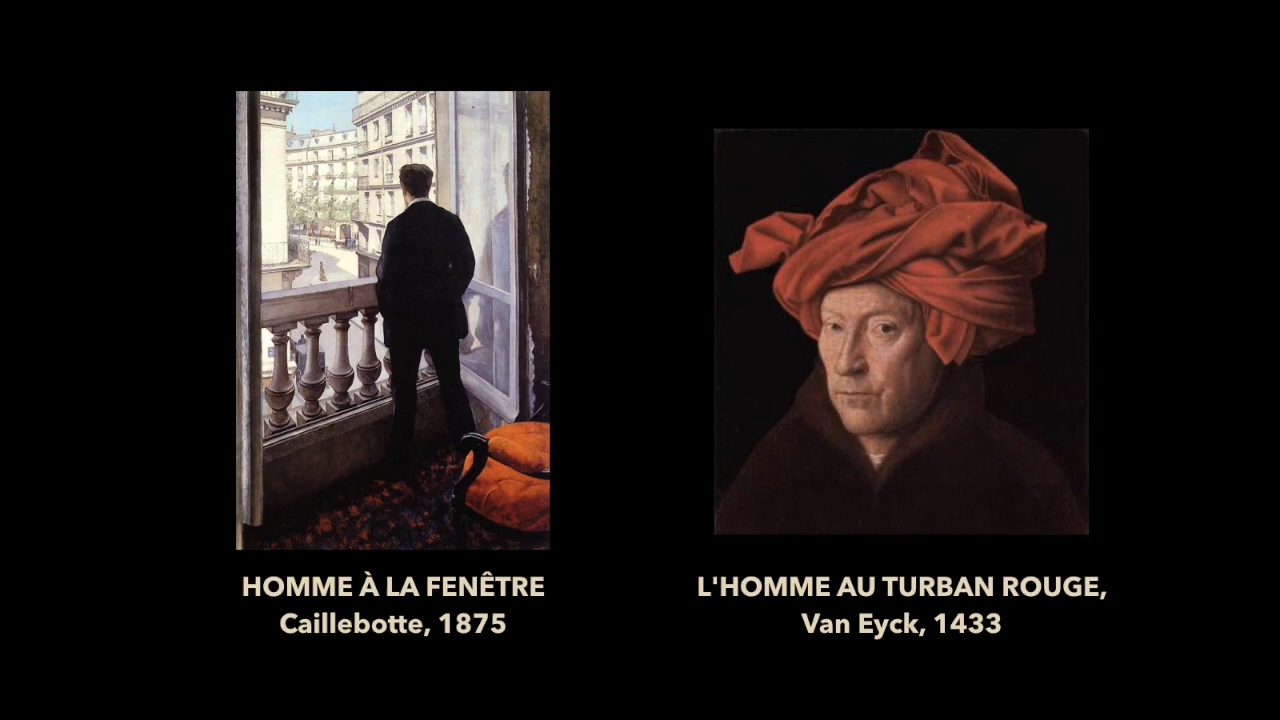 HOMME À LA FENÊTRE
Caillebotte, 1875
L'HOMME AU TURBAN ROUGE,
Van Eyck, 1433